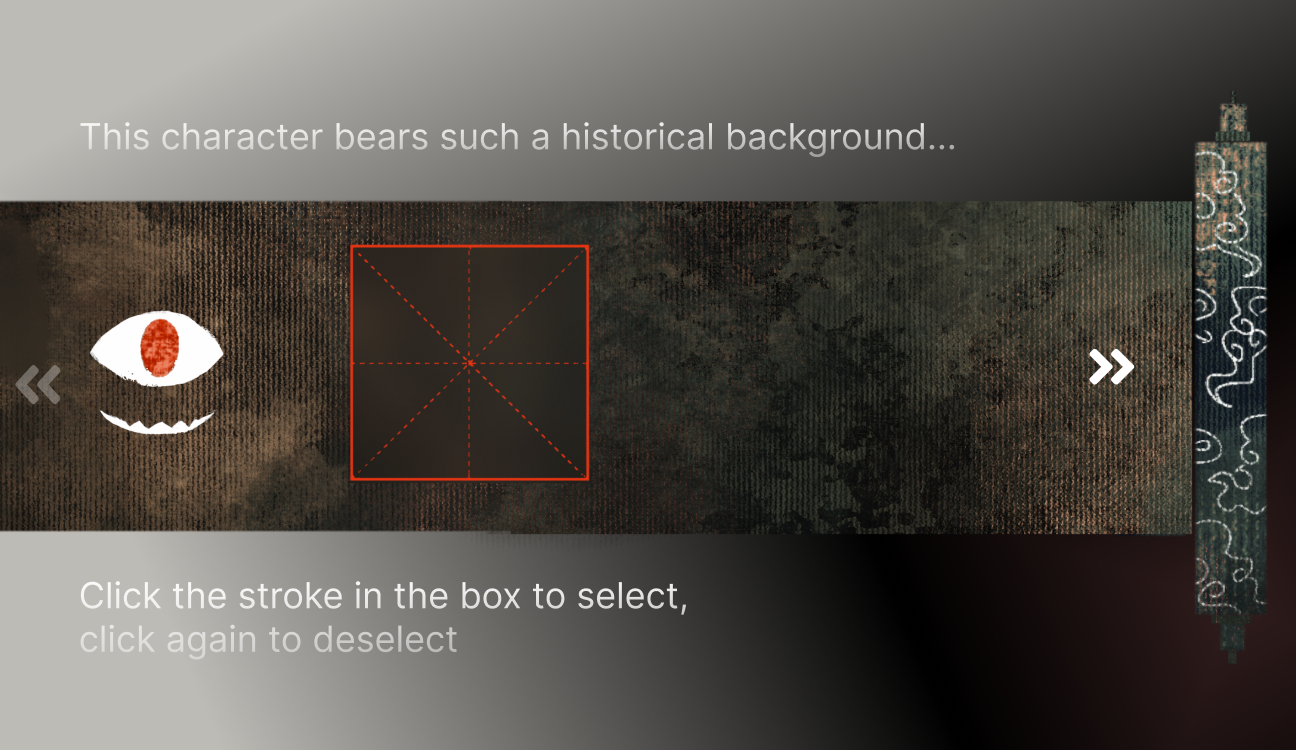 This character bears such a historical background...
Click the stroke in the box to select,
click again to deselect